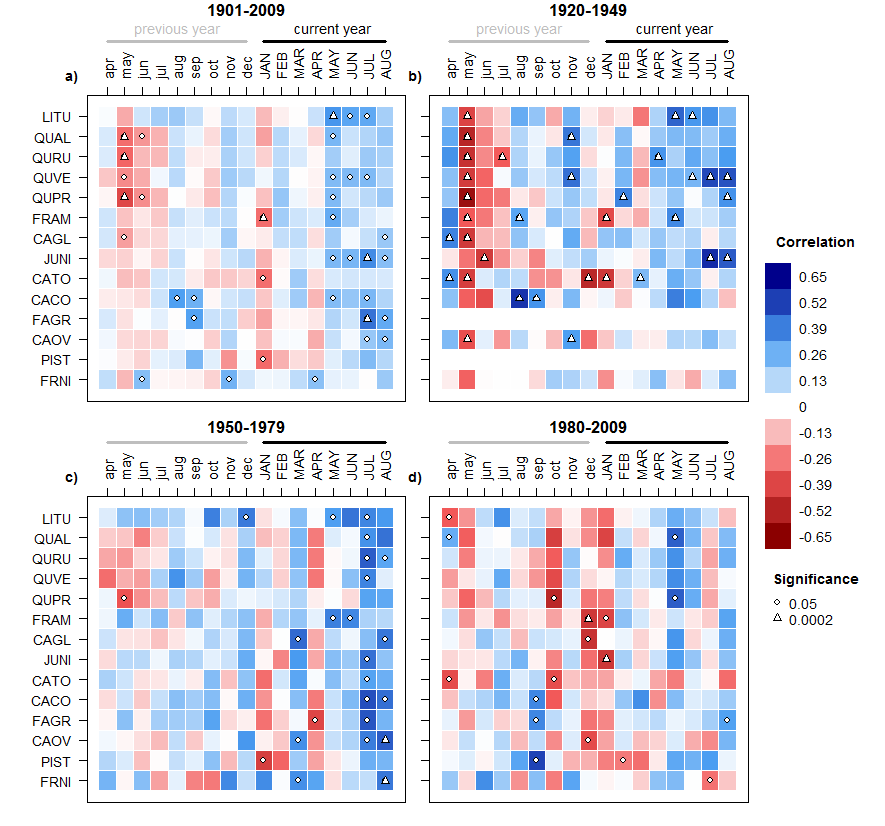 1901-2009
previous year current year
a) apr may jun jul aug sep oct nov dec JAN FEB MAR APR MAY JUN JUL AUG
LITU
QUAL
QURU
QUVE
QUPR
FRAM
CAGL
JUNI
CATO
CACO
FAGR
CAOV
PIST
FRNI
1920-1949
previous year current year
b) apr may jun jul aug sep oct nov dec JAN FEB MAR APR MAY JUN JUL AUG
Correlation
0.65
0.52
0.39
0.26
0.13
0
-0.13
-0.26
-0.39
-0.52
-0.65
Significance
0.05
0.0002
1950-1979
c) apr may jun jul aug sep oct nov dec JAN FEB MAR APR MAY JUN JUL AUG
LITU
QUAL
QURU
QUVE
QUPR
FRAM
CAGL
JUNI
CATO
CACO
FAGR
CAOV
PIST
FRNI
1980-2009
d) apr may jun jul aug sep oct nov dec JAN FEB MAR APR MAY JUN JUL AUG